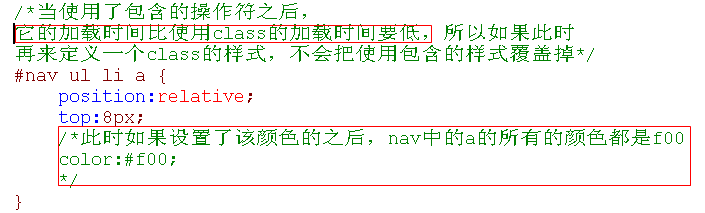 /*当使用了包含的操作符之后，
它的加载时间比使用class的加载时间要低，所以如果此时
再来定义一个class的样式，不会把使用包含的样式覆盖掉*/
#nav ul li a {
position:relative;
top:8px;
/*此时如果设置了该颜色的之后，nav中的a的所有的颜色都是f00
color:#f00;
*/
}